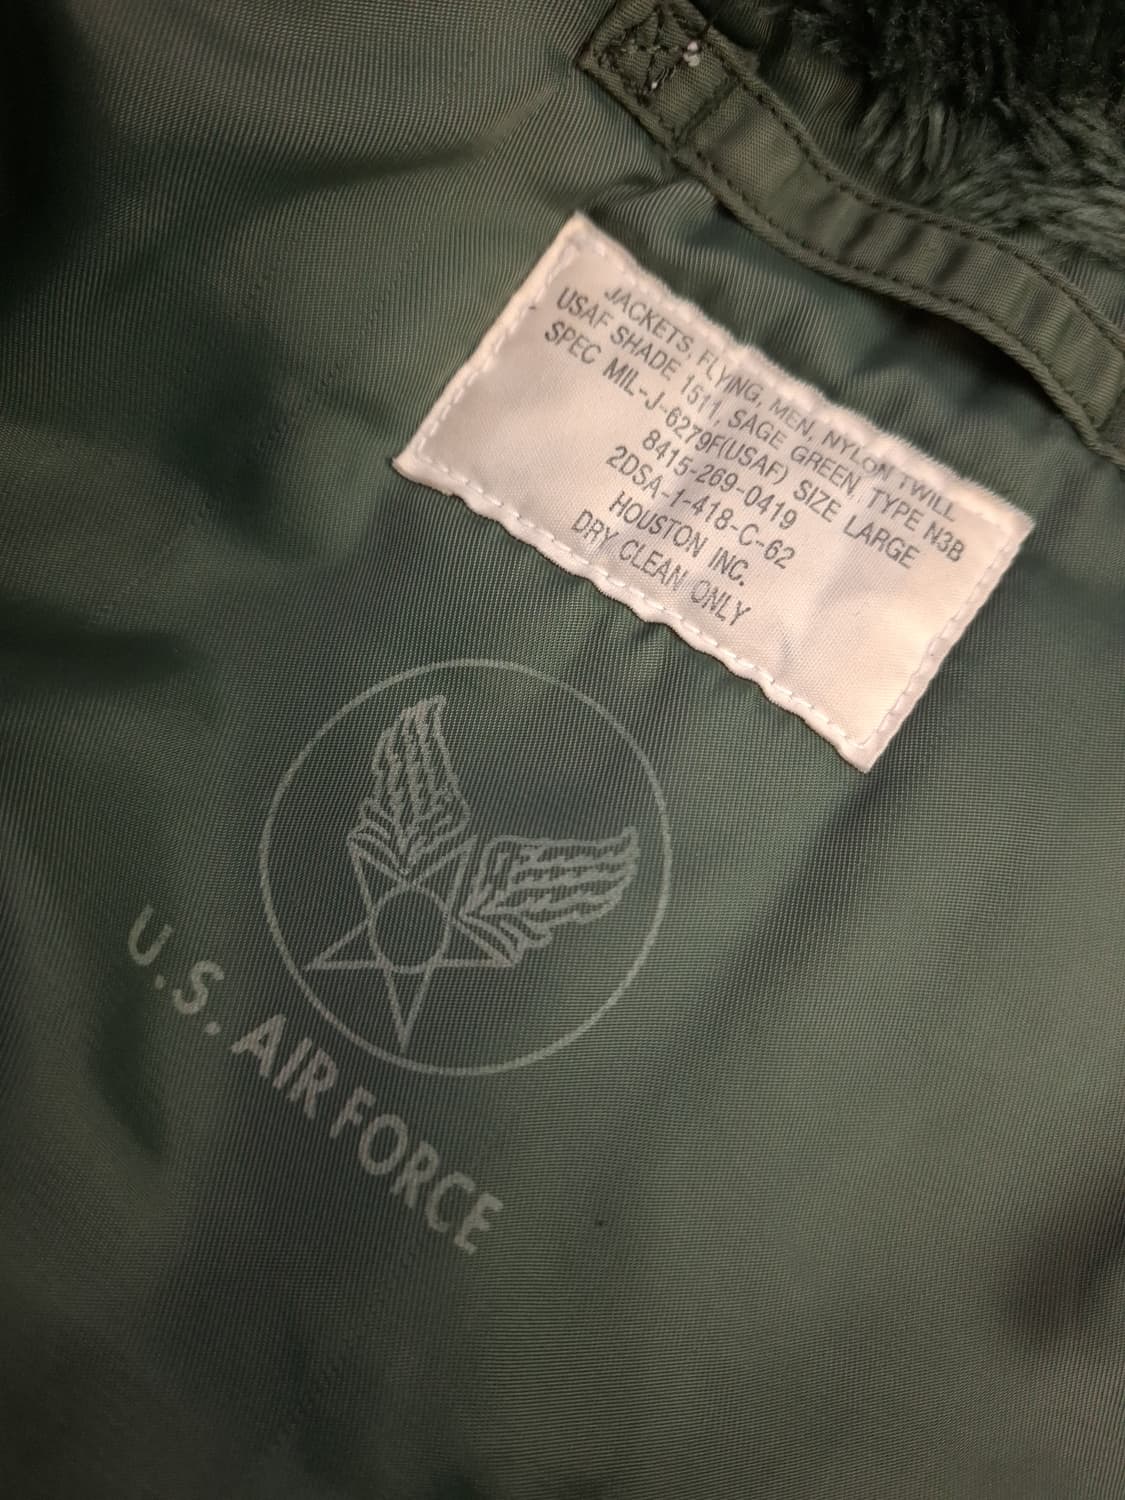 JACKETS, FLYING, MEN, NYLON TWILL
USAF SHADE 1511, SAGE GREEN, TYPE N3B
SPEC MIL-J-6279F(USAF) SIZE LARGE
8415-269-0419
2DSA-1-418-C-62
HOUSTON INC.
DRY CLEAN ONLY
U.S. AIR FORCE